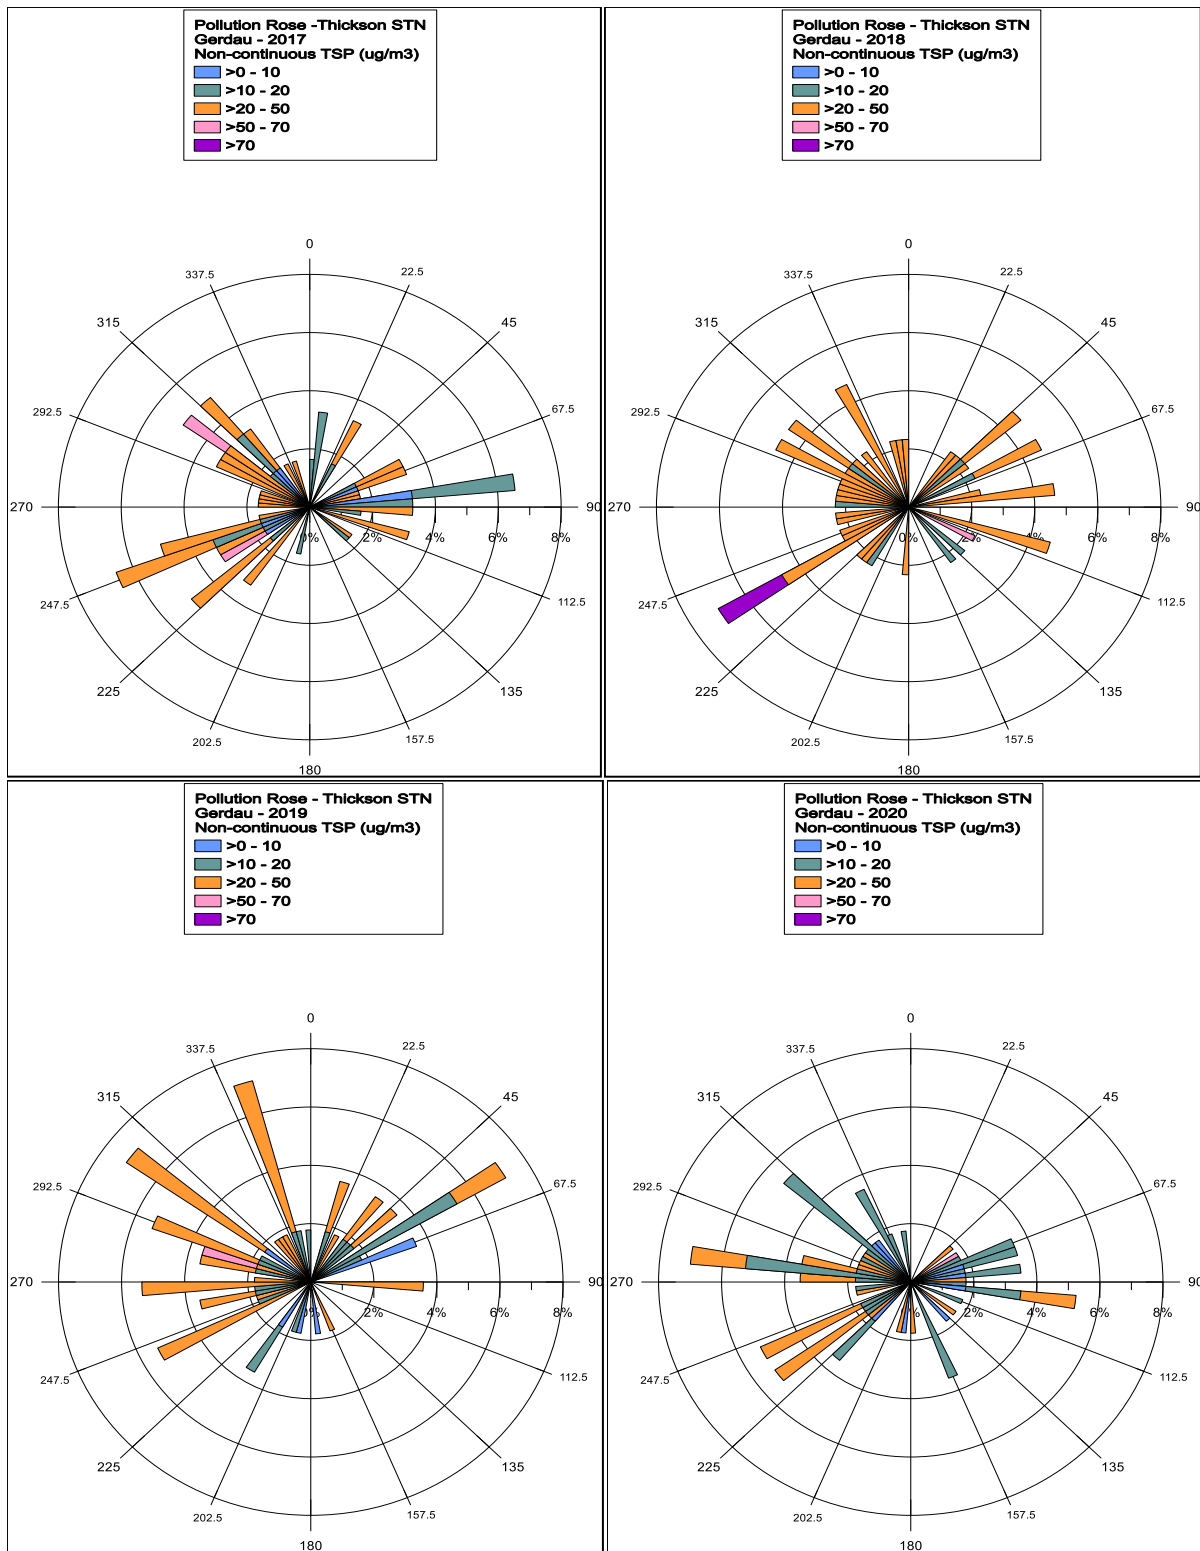 Pollution Rose -Thickson STN
Gerdau - 2017
Non-continuous TSP (ug/m3)
>0 - 10
>10 - 20
>20 - 50
>50 - 70
>70
0
22.5
45
67.5
90
112.5
135
157.5
180
202.5
225
247.5
270
292.5
315
337.5
0% 2% 4% 6% 8%
Pollution Rose - Thickson STN
Gerdau - 2018
Non-continuous TSP (ug/m3)
>0 - 10
>10 - 20
>20 - 50
>50 - 70
>70
0
22.5
45
67.5
90
112.5
135
157.5
180
202.5
225
247.5
270
292.5
315
337.5
0% 2% 4% 6% 8%
Pollution Rose - Thickson STN
Gerdau - 2019
Non-continuous TSP (ug/m3)
>0 - 10
>10 - 20
>20 - 50
>50 - 70
>70
0
22.5
45
67.5
90
112.5
135
157.5
180
202.5
225
247.5
270
292.5
315
337.5
0% 2% 4% 6% 8%
Pollution Rose - Thickson STN
Gerdau - 2020
Non-continuous TSP (ug/m3)
>0 - 10
>10 - 20
>20 - 50
>50 - 70
>70
0
22.5
45
67.5
90
112.5
135
157.5
180
202.5
225
247.5
270
292.5
315
337.5
0% 2% 4% 6% 8%